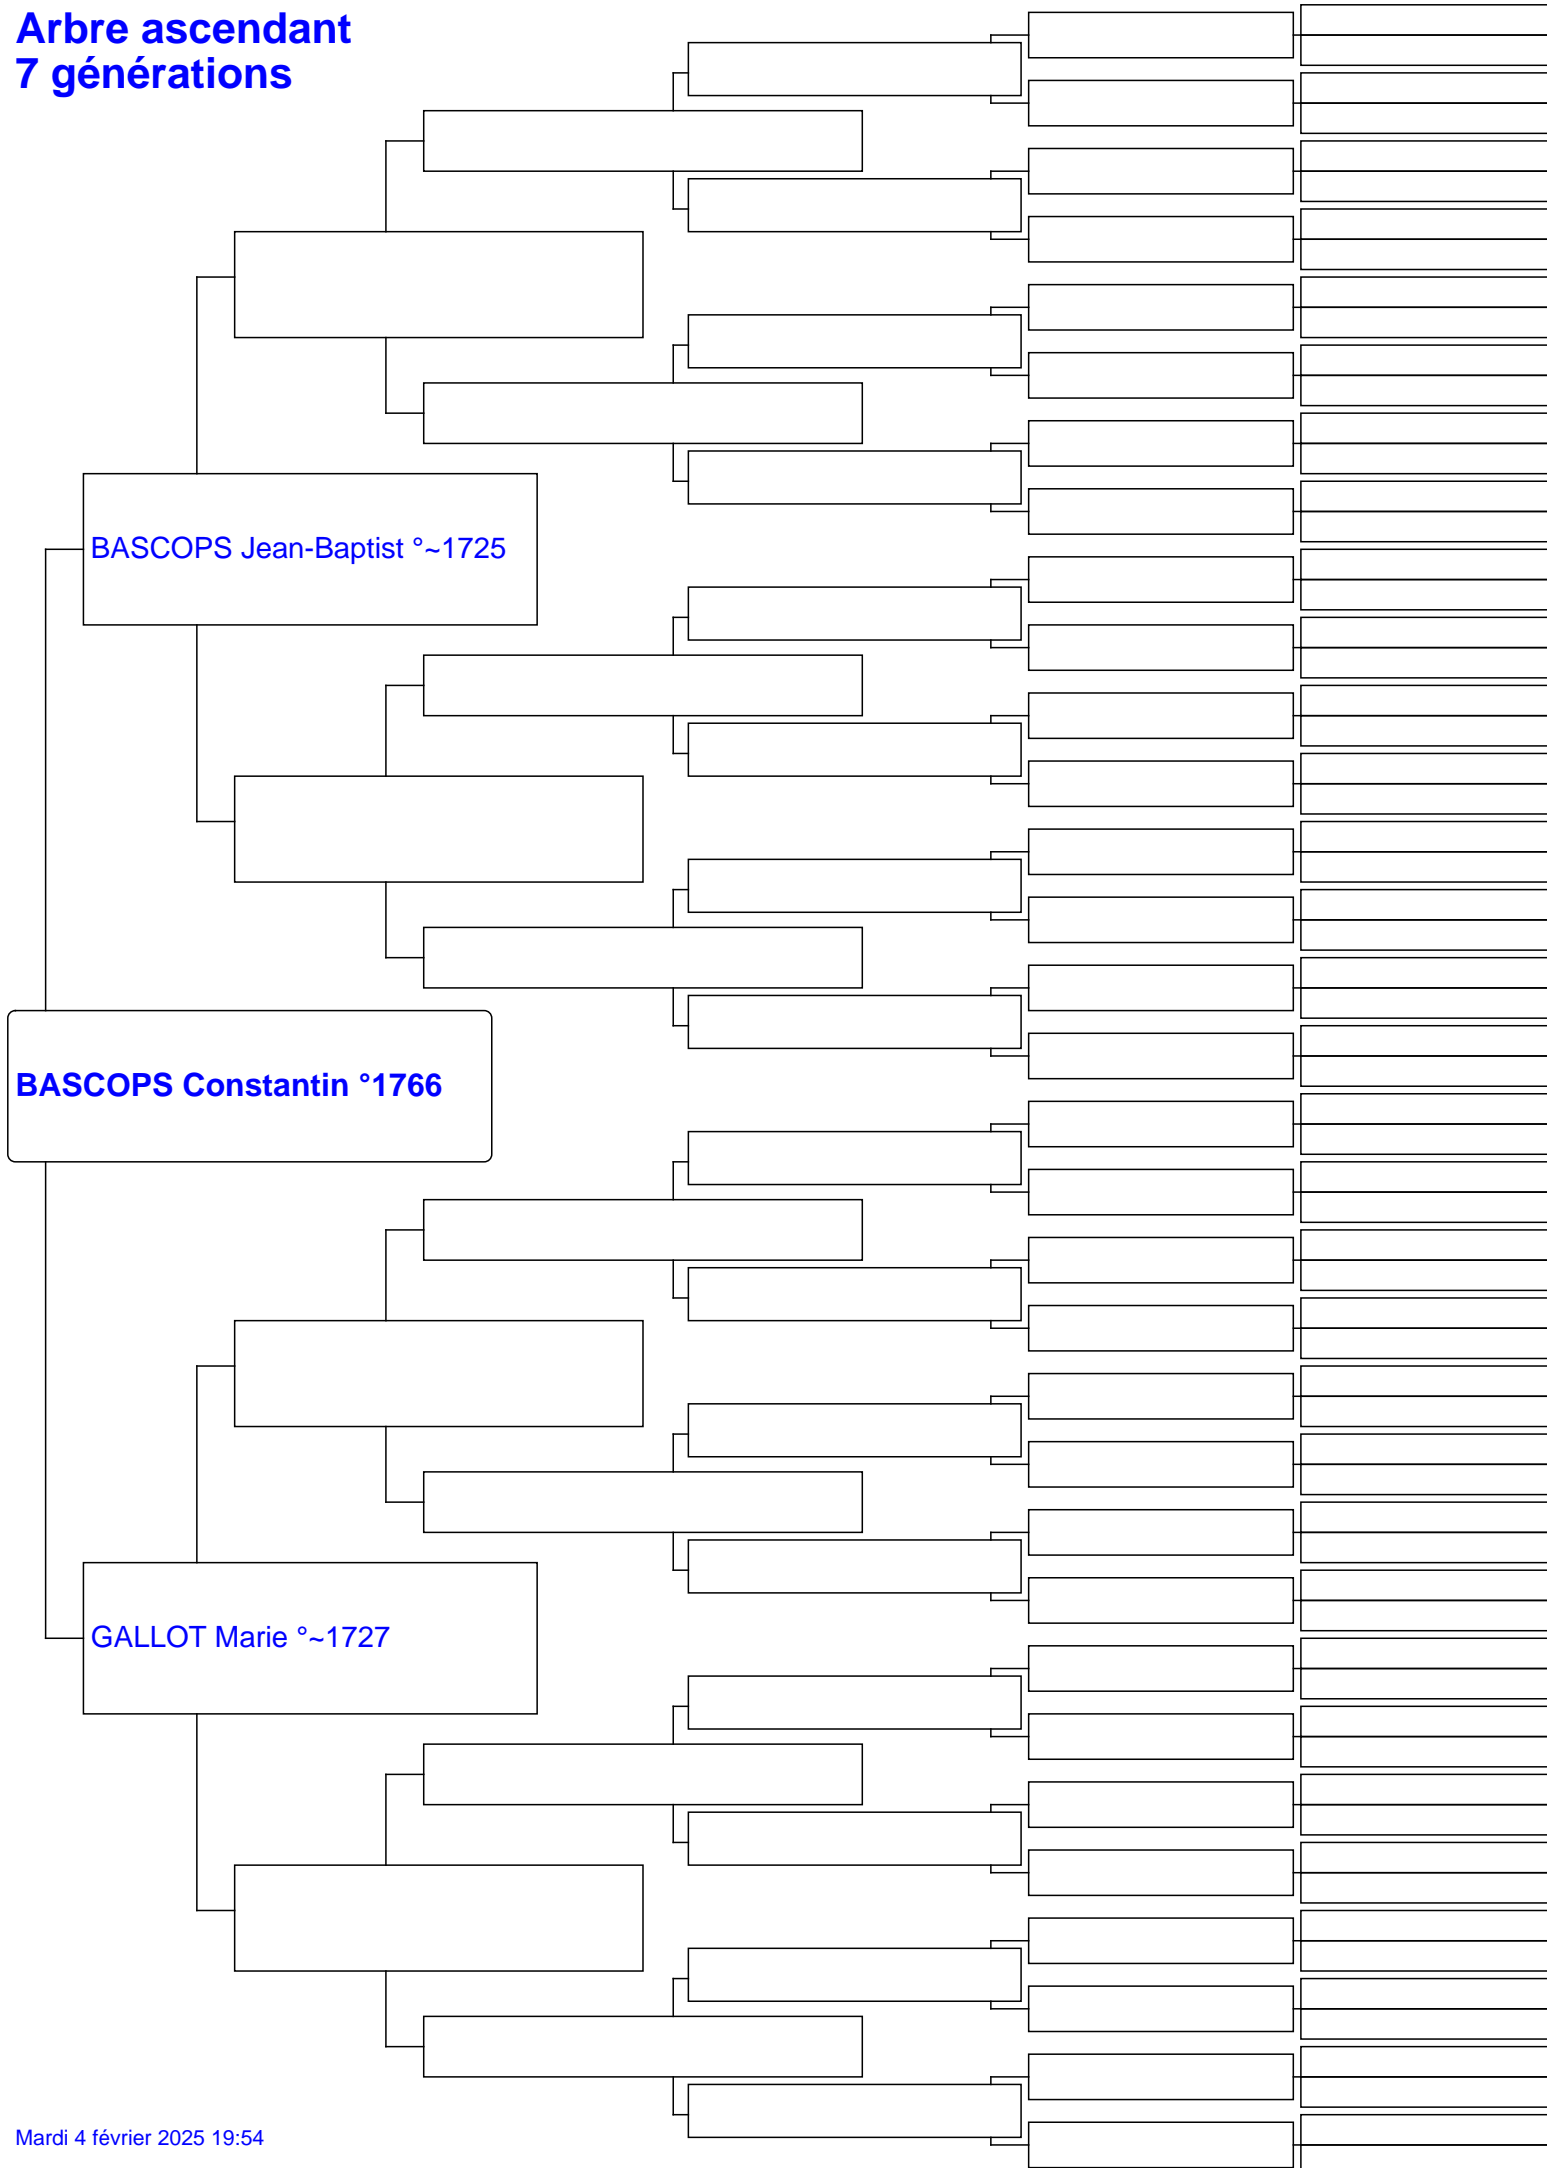 Arbre ascendant
7 générations
BASCOPS Jean-Baptist °~1725
BASCOPS Constantin °1766
GALLOT Marie °~1727
Mardi 4 février 2025 19:54